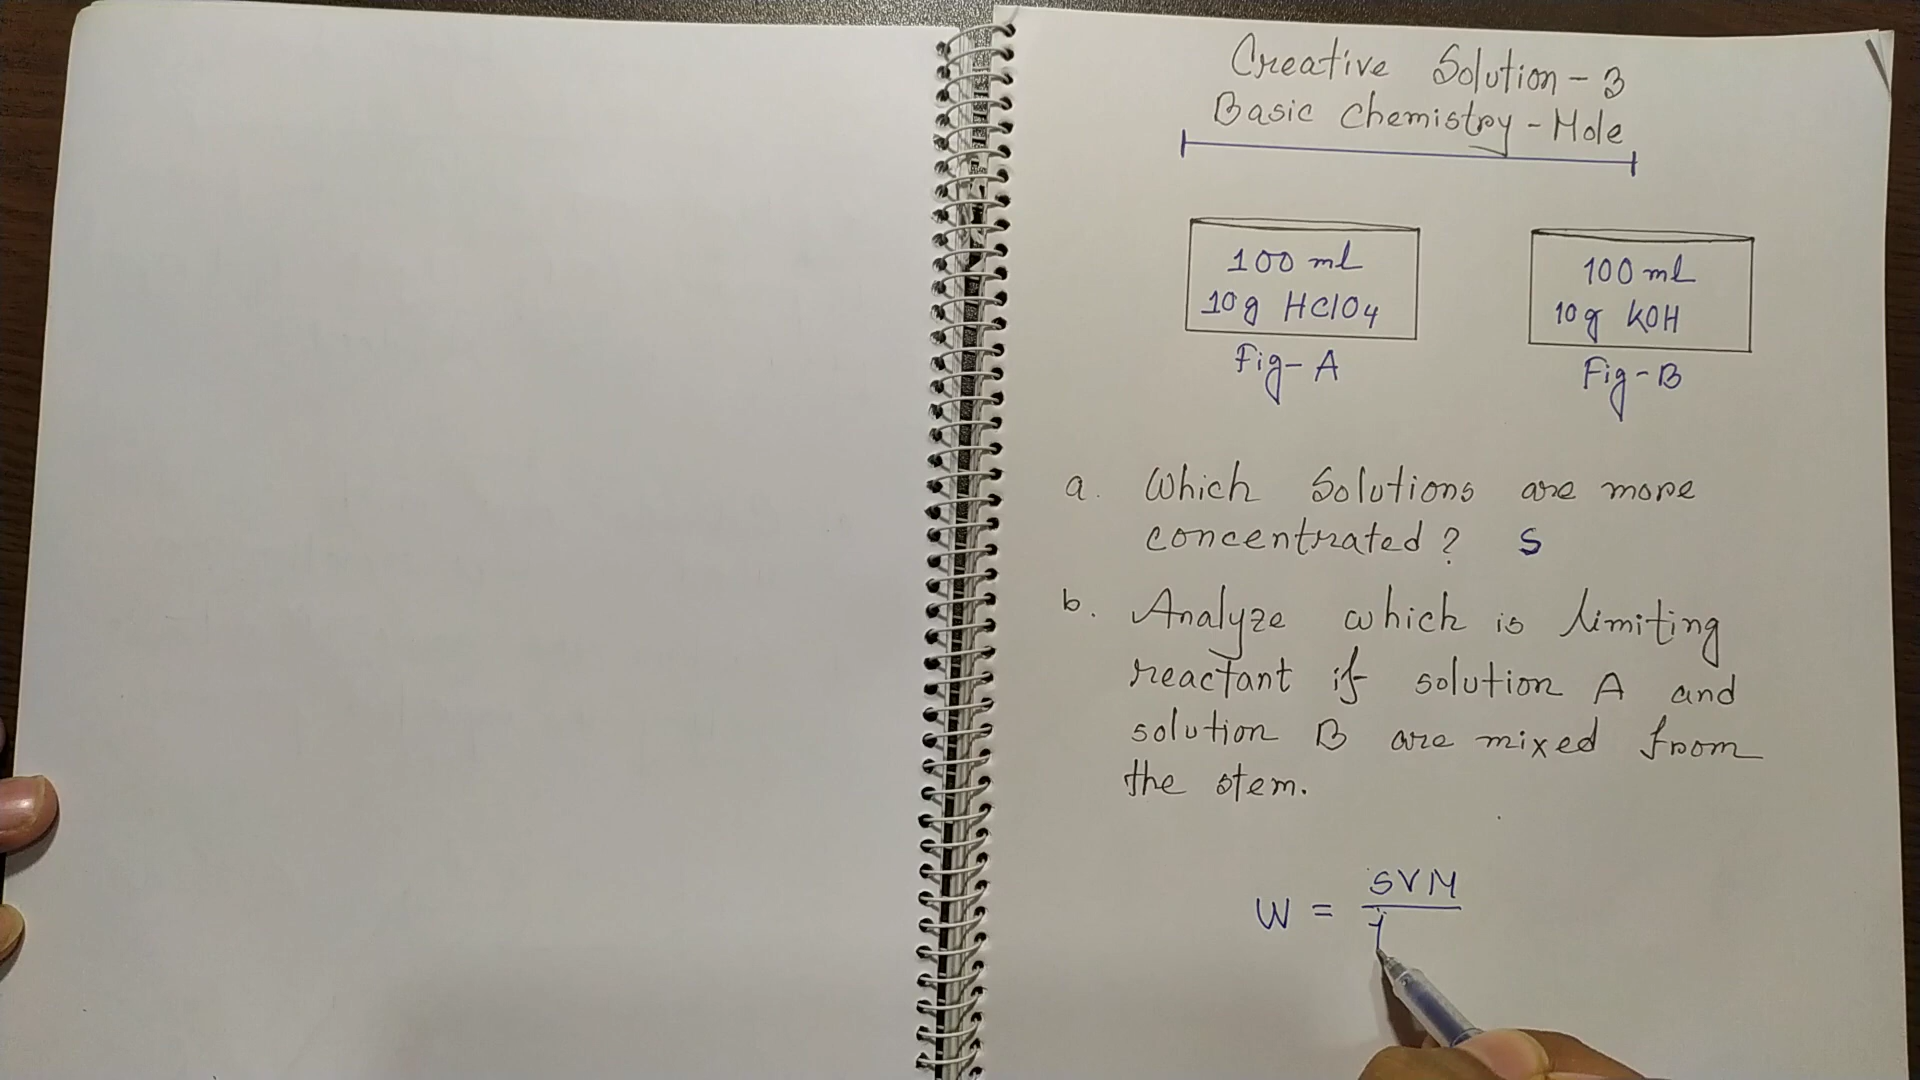 Creative Solution - 3
Basic Chemistry - Mole
100 ml
10g HClO4
Fig - A
100 ml
10g KOH
Fig - B
a. Which Solutions are more
concentrated? S
b. Analyze which is limiting
reactant if solution A and
solution B are mixed from
the stem.
W = SVM
1